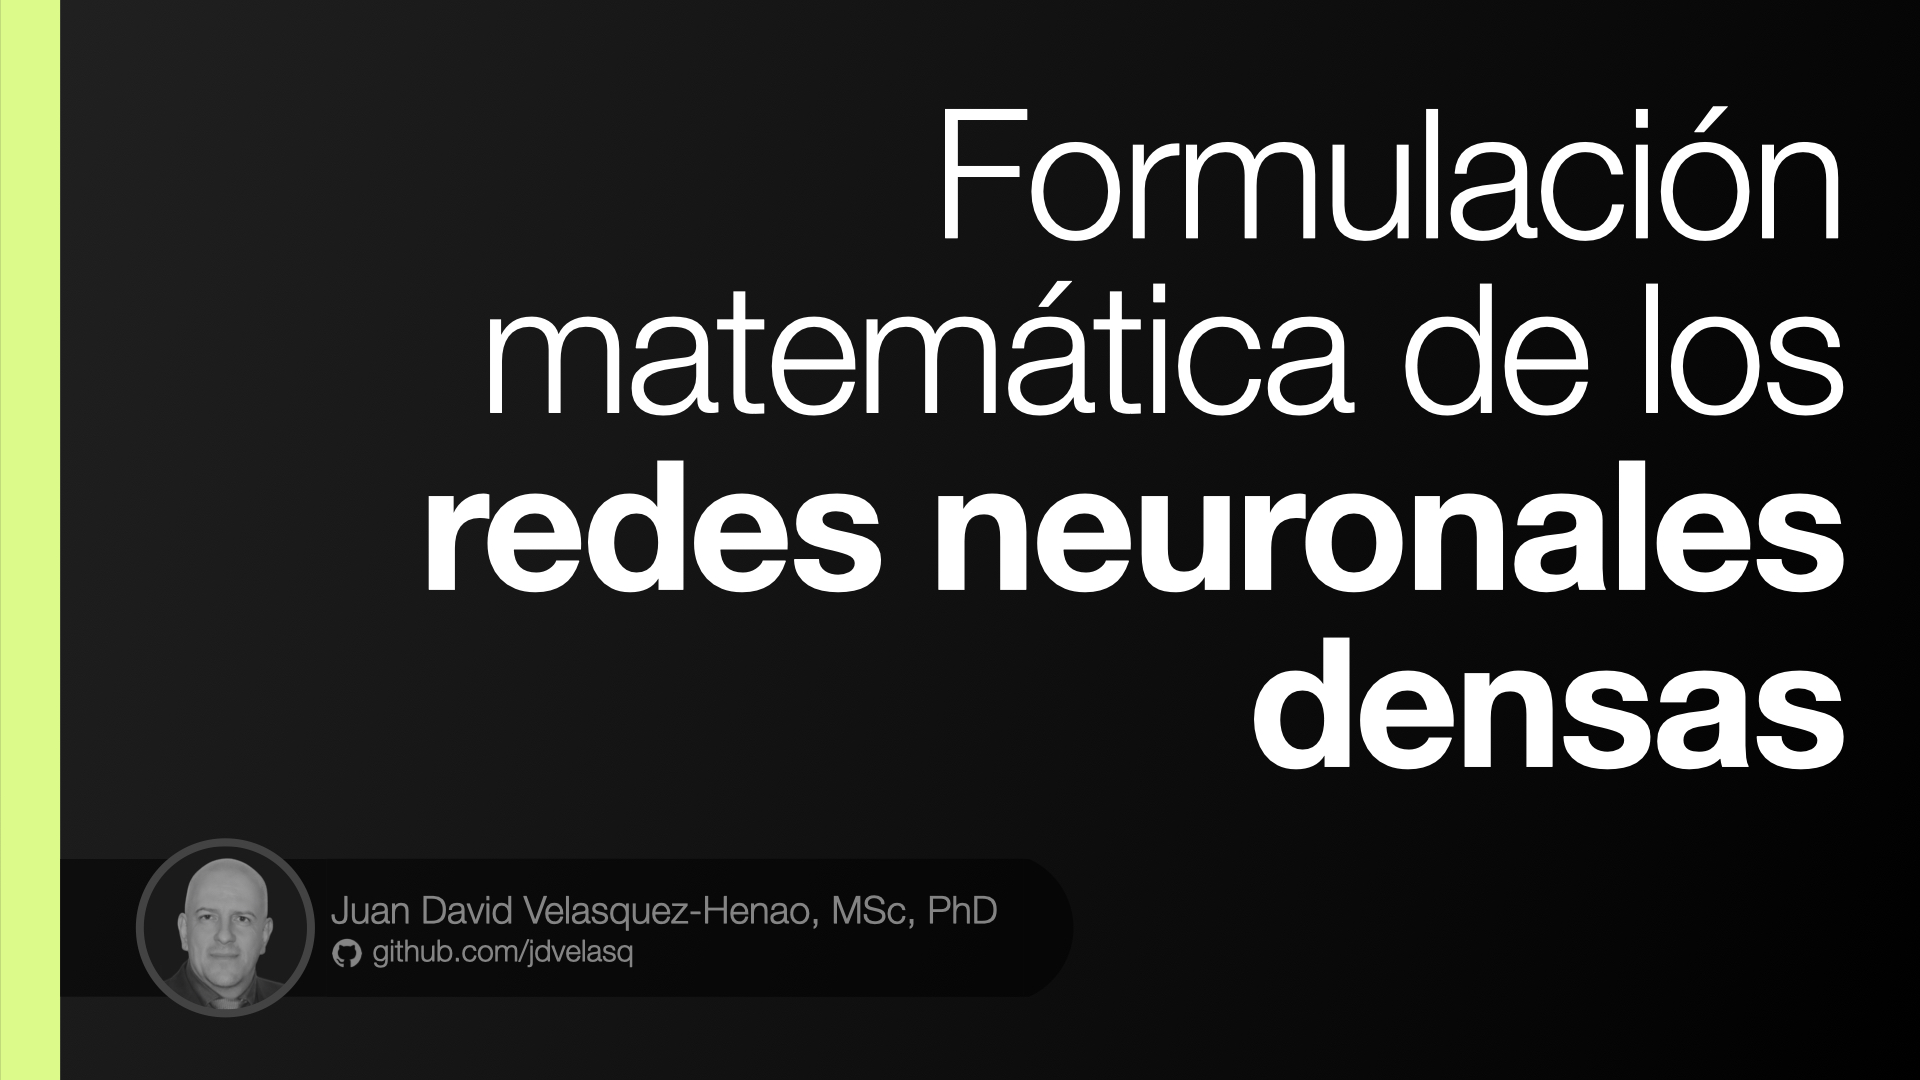 Formulación
matemática de los
redes neuronales
densas
Juan David Velasquez-Henao, MSc, PhD
github.com/jdvelasq